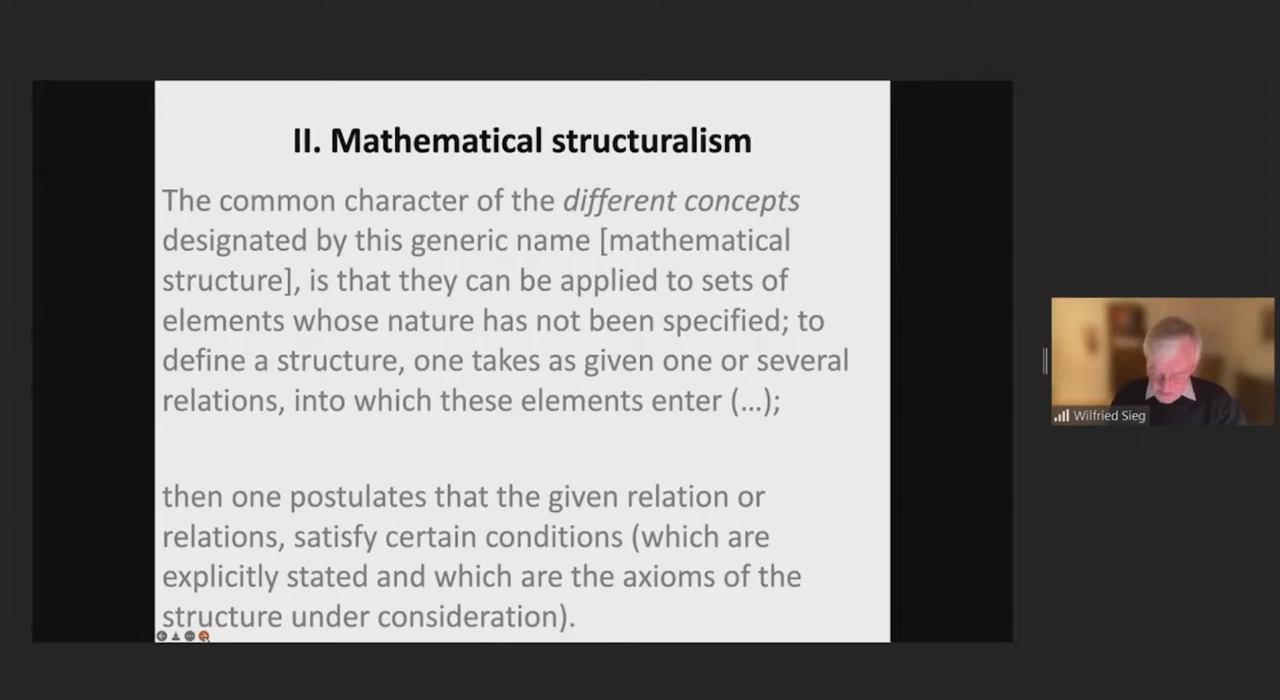 II. Mathematical structuralism
The common character of the different concepts
designated by this generic name [mathematical
structure], is that they can be applied to sets of
elements whose nature has not been specified; to
define a structure, one takes as given one or several
relations, into which these elements enter (...);
then one postulates that the given relation or
relations, satisfy certain conditions (which are
explicitly stated and which are the axioms of the
structure under consideration).
Wilfried Sieg